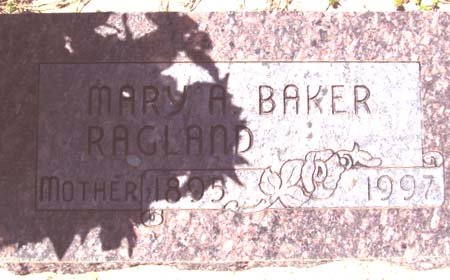 MARY A. BAKER
RAGLAND
MOTHER 1895 1997